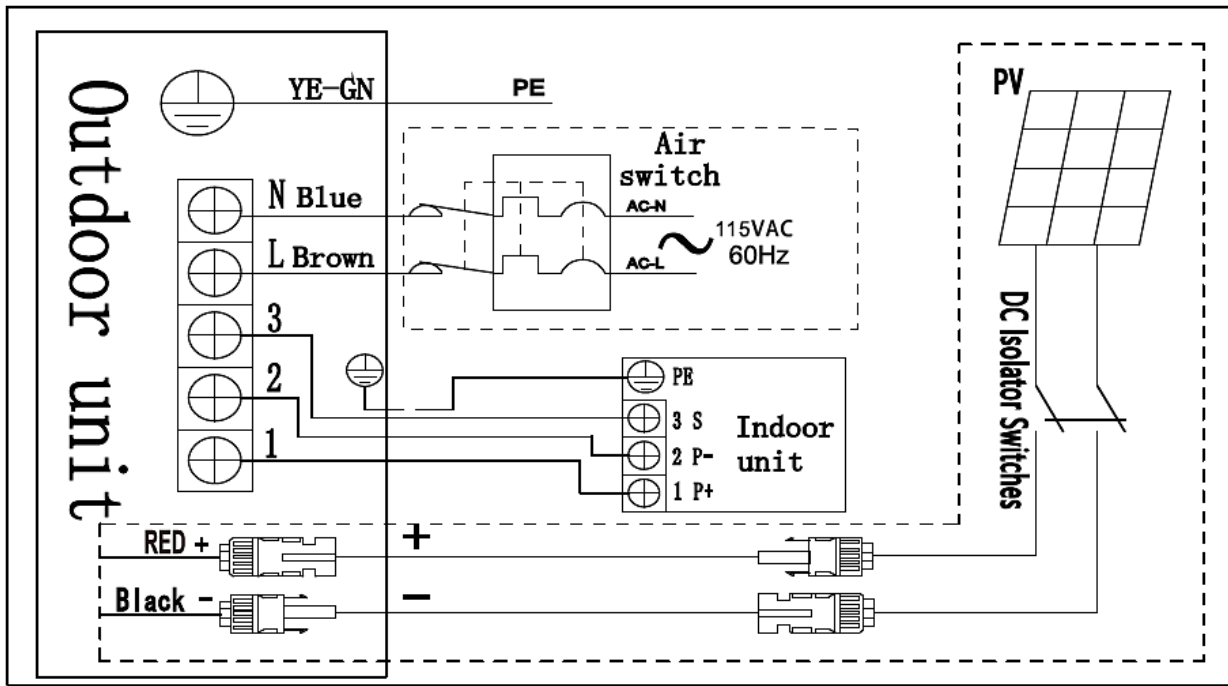 Outdoor unit
YE-GN
PE
PV
N Blue
L Brown
3
2
1
Air
switch
AC-N
AC-L
115VAC
60Hz
PE
3 S
2 P-
1 P+
Indoor
unit
DC Isolator Switches
RED +
+
Black -
−